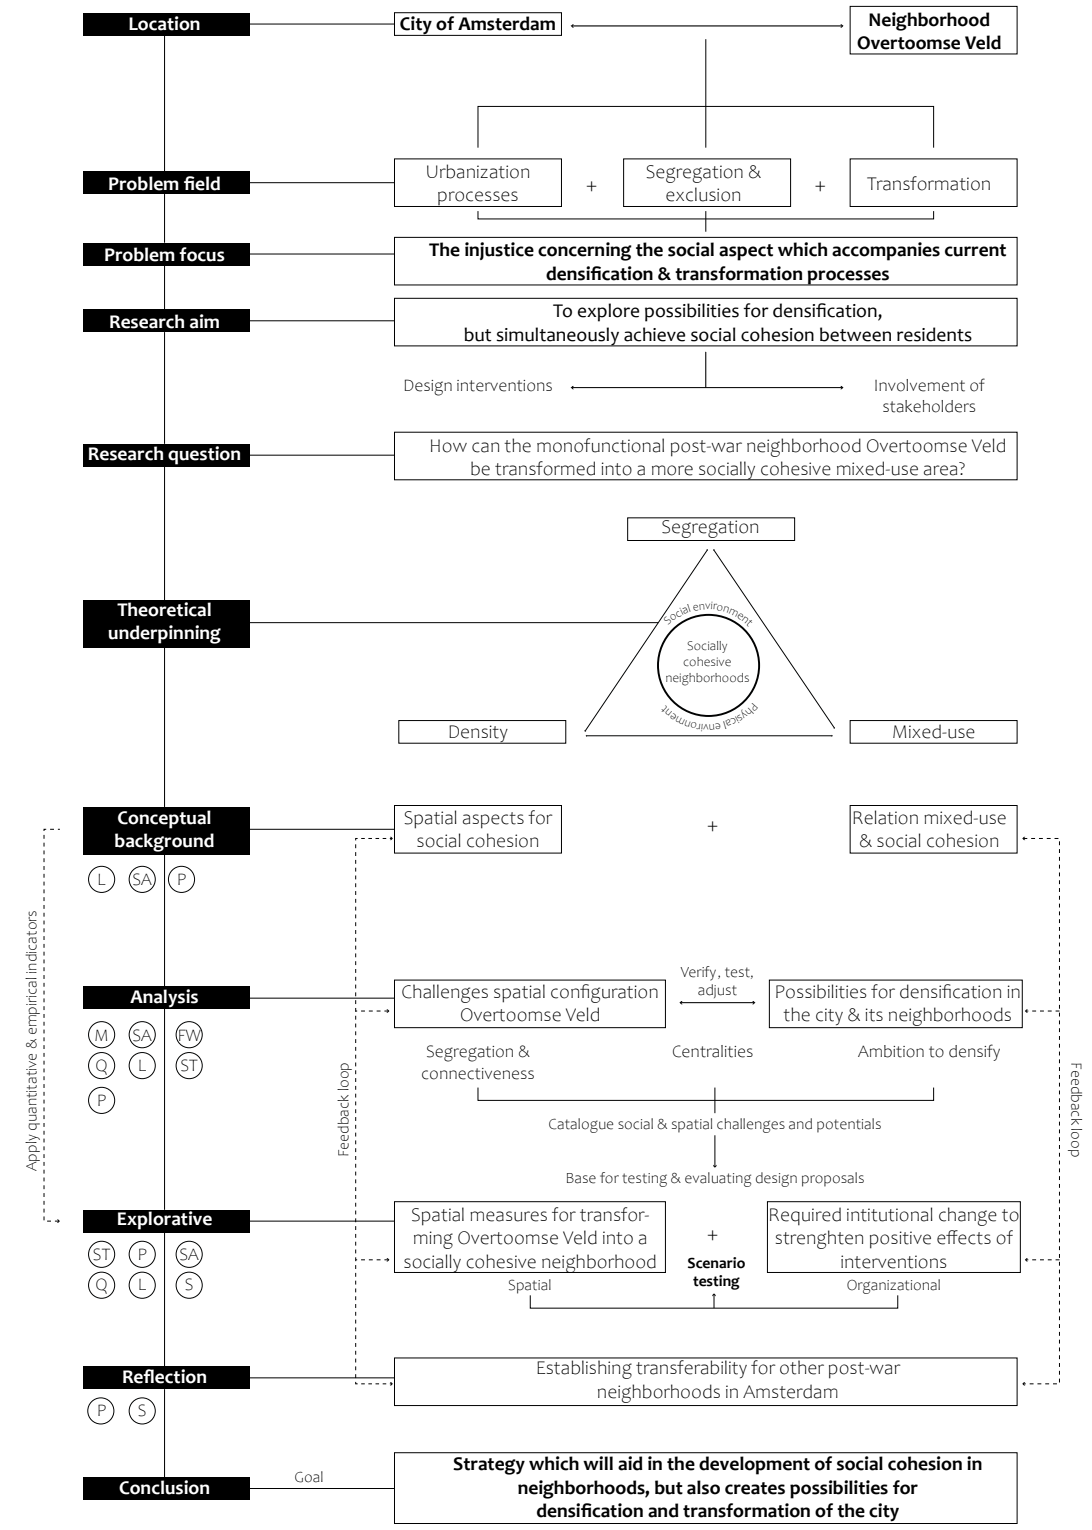 Location
City of Amsterdam
Neighborhood
Overtoomse Veld
Problem field
Urbanization
processes
+
Segregation &
exclusion
+
Transformation
Problem focus
The injustice concerning the social aspect which accompanies current
densification & transformation processes
Research aim
To explore possibilities for densification,
but simultaneously achieve social cohesion between residents
Design interventions
Involvement of
stakeholders
Research question
How can the monofunctional post-war neighborhood Overtoomse Veld
be transformed into a more socially cohesive mixed-use area?
Segregation
Theoretical
underpinning
Social environment
Socially
cohesive
neighborhoods
Physical environment
Density
Mixed-use
Conceptual
background
Spatial aspects for
social cohesion
+
Relation mixed-use
& social cohesion
L SA P
Apply quantitative & empirical indicators
Feedback loop
Feedback loop
Analysis
Challenges spatial configuration
Overtoomse Veld
Verify, test,
adjust
Possibilities for densification in
the city & its neighborhoods
M SA FW
Q L ST
P
Segregation &
connectiveness
Centralities
Ambition to densify
Catalogue social & spatial challenges and potentials
Base for testing & evaluating design proposals
Explorative
Spatial measures for transfor-
ming Overtoomse Veld into a
socially cohesive neighborhood
+
Scenario
testing
Required intitutional change to
strenghten positive effects of
interventions
ST P SA
Q L S
Spatial
Organizational
Reflection
Establishing transferability for other post-war
neighborhoods in Amsterdam
P S
Conclusion
Goal
Strategy which will aid in the development of social cohesion in
neighborhoods, but also creates possibilities for
densification and transformation of the city